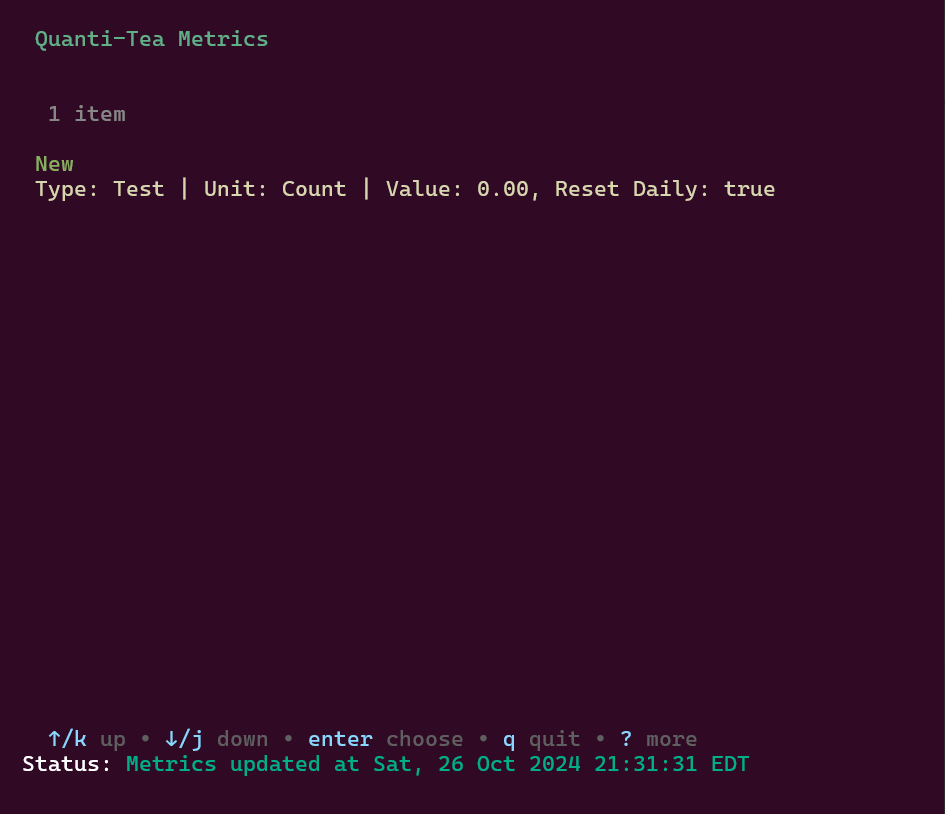 Quanti-Tea Metrics
1 item
New
Type: Test | Unit: Count | Value: 0.00, Reset Daily: true
↑/k up • ↓/j down • enter choose • q quit • ? more
Status: Metrics updated at Sat, 26 Oct 2024 21:31:31 EDT